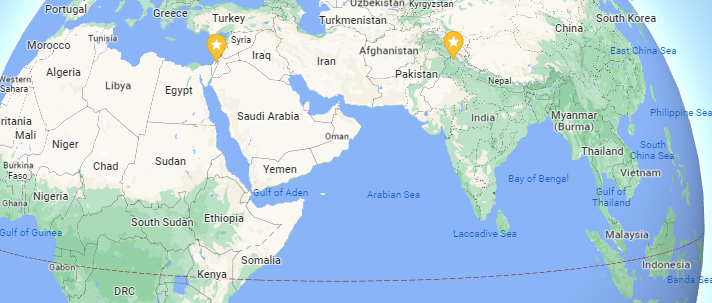 Portugal
Greece
Turkey
Uzbekistan
Kyrgyzstan
Turkmenistan
South Korea
China
Morocco
Tunisia
Syria
Iraq
Iran
Afghanistan
East China Sea
Algeria
Libya
Egypt
Pakistan
Nepal
Western
Sahara
Saudi Arabia
India
Myanmar
(Burma)
Philippine Sea
ritania
Mali
Niger
Chad
Sudan
Oman
Yemen
Thailand
South
China Sea
Vietnam
Burkina
Faso
Nigeria
Gulf of Aden
Arabian Sea
Bay of Bengal
Gulf of
Thailand
Ghana
South Sudan
Ethiopia
Gulf of Guinea
Laccadive Sea
Malaysia
Somalia
Gabon
Kenya
Indonesia
DRC
Banda Sea